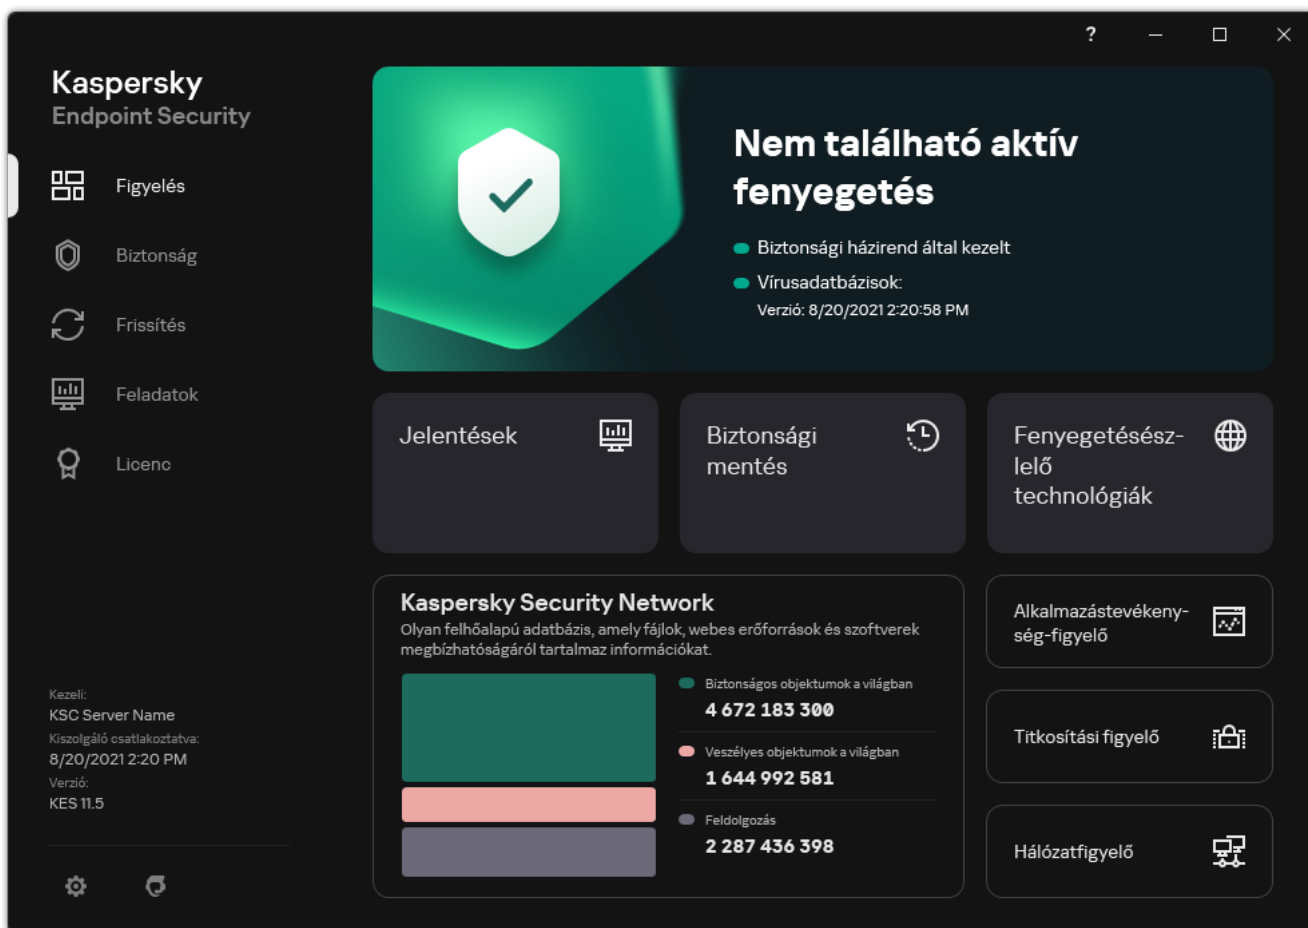 ?
Kaspersky
Endpoint Security
Figyelés
Biztonság
Frissítés
Feladatok
Licenc
Kezeli:
KSC Server Name
Kiszolgáló csatlakoztatva:
8/20/2021 2:20 PM
Verzió:
KES 11.5
Nem található aktív
fenyegetés
Biztonsági házirend által kezelt
Vírusadatbázisok:
Verzió: 8/20/2021 2:20:58 PM
Jelentések
Biztonsági
mentés
Fenyegetésész-
lelő
technológiák
Kaspersky Security Network
Olyan felhőalapú adatbázis, amely fájlok, webes erőforrások és szoftverek
megbízhatóságáról tartalmaz információkat.
Biztonságos objektumok a világban
4 672 183 300
Veszélyes objektumok a világban
1 644 992 581
Feldolgozás
2 287 436 398
Alkalmazástevékeny-
ség-figyelő
Titkosítási figyelő
Hálózatfigyelő